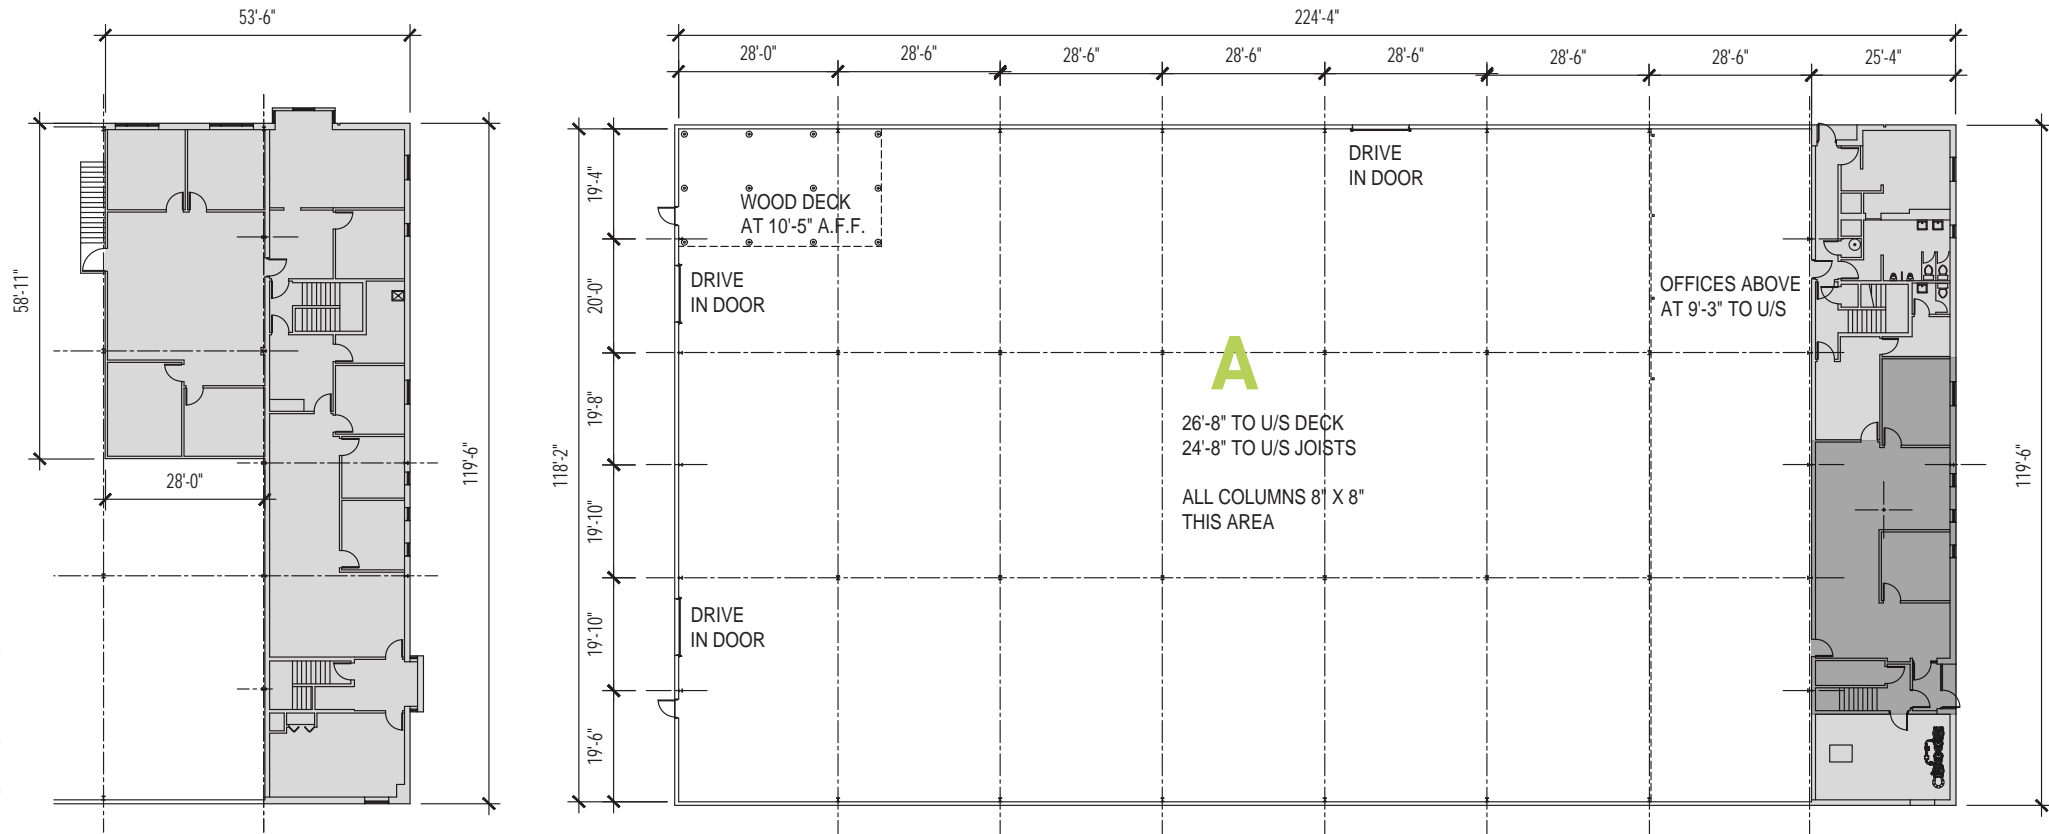 53'-6"
58'-11"
28'-0"
119'-6"
224'-4"
28'-0"
28'-6"
28'-6"
28'-6"
28'-6"
28'-6"
28'-6"
25'-4"
118'-2"
19'-4"
20'-0"
19'-8"
19'-10"
19'-10"
19'-6"
WOOD DECK
AT 10'-5" A.F.F.
DRIVE
IN DOOR
DRIVE
IN DOOR
OFFICES ABOVE
AT 9'-3" TO U/S
A
26'-8" TO U/S DECK
24'-8" TO U/S JOISTS
ALL COLUMNS 8" X 8"
THIS AREA
DRIVE
IN DOOR
119'-6"